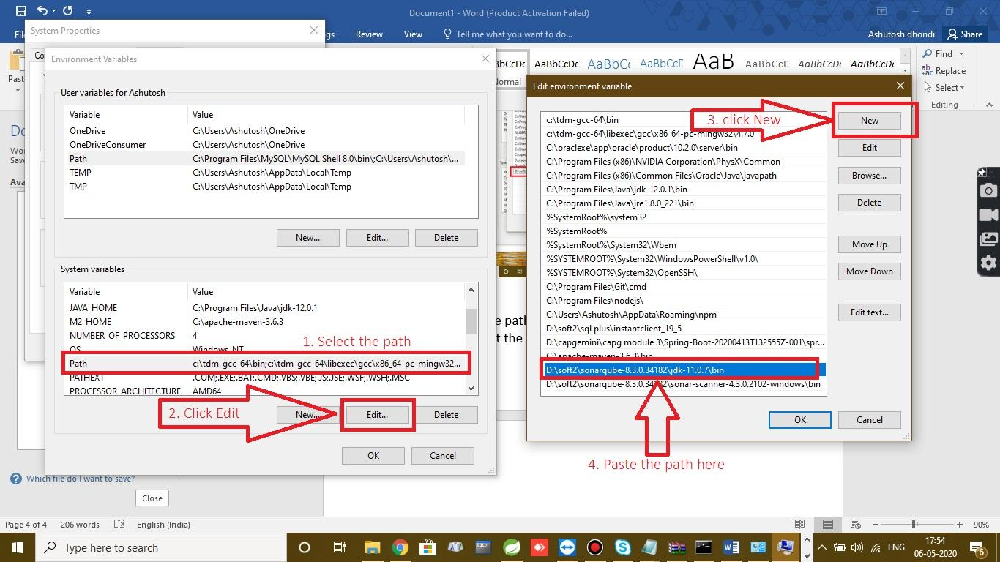 Document1 - Word (Product Activation Failed)
Review
View
Tell me what you want to do...
Ashutosh dhondi
Share
Find
Replace
Select
Editing
AaBbCcDc
AaB
System Properties
Environment Variables
User variables for Ashutosh
Variable Value
OneDrive C:\Users\Ashutosh\OneDrive
OneDriveConsumer C:\Users\Ashutosh\OneDrive
Path C:\Program Files\MySQL\MySQL Shell 8.0\bin\;C:\Users\Ashutosh\...
TEMP C:\Users\Ashutosh\AppData\Local\Temp
TMP C:\Users\Ashutosh\AppData\Local\Temp
New... Edit... Delete
System variables
Variable Value
JAVA_HOME C:\Program Files\Java\jdk-12.0.1
M2_HOME C:\apache-maven-3.6.3
NUMBER_OF_PROCESSORS 4
OS Windows_NT
1. Select the path
Path c:\tdm-gcc-64\bin;c:\tdm-gcc-64\libexec\gcc\x86_64-pc-mingw32...
PATHEXT .COM;.EXE;.BAT;.CMD;.VBS;.VBE;.JS;.JSE;.WSF;.WSH;.MSC
PROCESSOR_ARCHITECTURE AMD64
2. Click Edit
New... Edit... Delete
OK Cancel
Which file do I want to save?
Close
Edit environment variable
c:\tdm-gcc-64\bin
3. click New
New
c:\tdm-gcc-64\libexec\gcc\x86_64-pc-mingw32\4.7.0
C:\oraclexe\app\oracle\product\10.2.0\server\bin
Edit
C:\Program Files (x86)\NVIDIA Corporation\PhysX\Common
C:\Program Files (x86)\Common Files\Oracle\Java\javapath
Browse...
C:\Program Files\Java\jdk-12.0.1\bin
C:\Program Files\Java\jre1.8.0_221\bin
Delete
%SystemRoot%\system32
%SystemRoot%
%SystemRoot%\System32\Wbem
Move Up
%SYSTEMROOT%\System32\WindowsPowerShell\v1.0\
%SYSTEMROOT%\System32\OpenSSH\
Move Down
C:\Program Files\Git\cmd
C:\Program Files\nodejs\
C:\Users\Ashutosh\AppData\Roaming\npm
Edit text...
D:\soft2\sql plus\instantclient_19_5
D:\capgemini\capg module 3\Spring-Boot-20200413T132555Z-001\spr...
C:\apache-maven-3.6.3\bin
D:\soft2\sonarqube-8.3.0.34182\jdk-11.0.7\bin
D:\soft2\sonarqube-8.3.0.34182\sonar-scanner-4.3.0.2102-windows\bin
OK Cancel
4. Paste the path here
Page 4 of 4 206 words English (India) 90%
Type here to search
ENG
17:54
06-05-2020
6